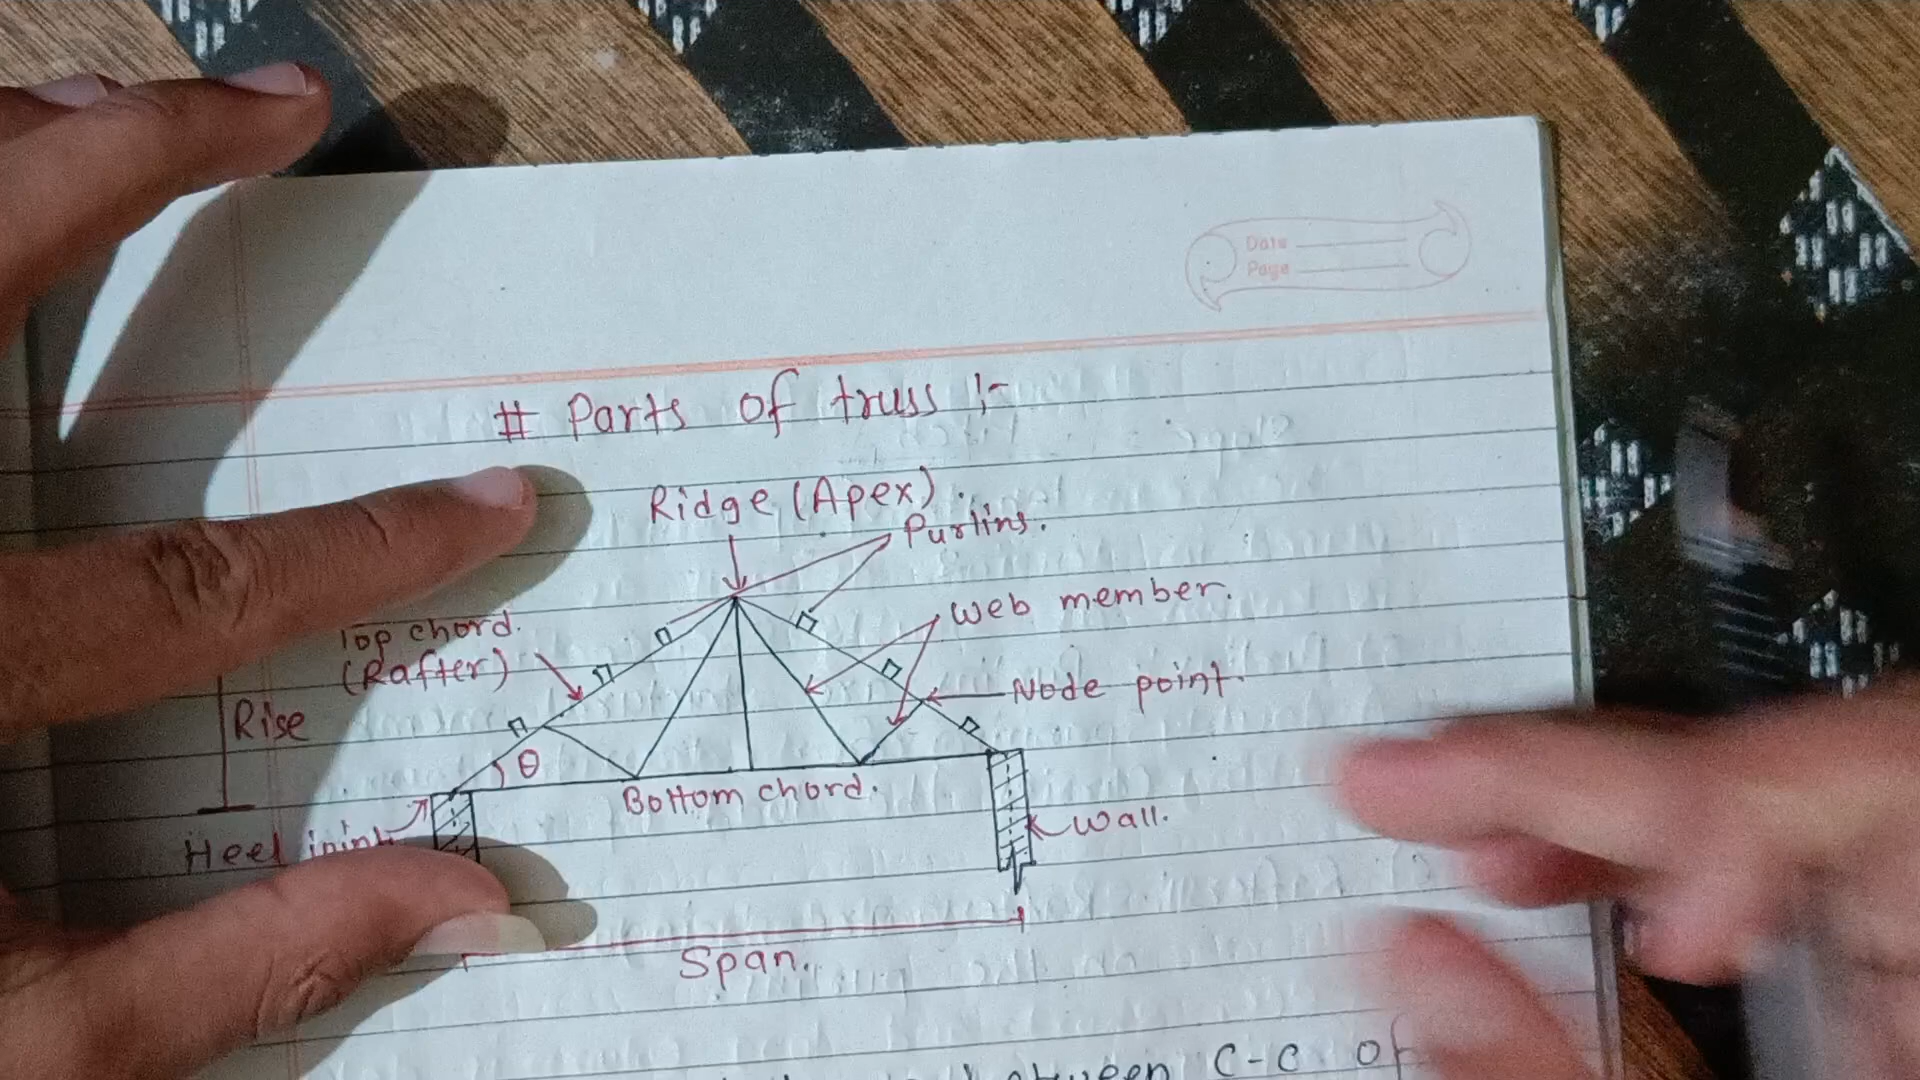 Date
Page
# Parts of truss :-
Ridge (Apex)
Purlins.
Web member.
Top chord.
(Rafter)
Node point.
Rise
θ
Bottom chord.
Heel joint
Wall.
Span.
C-C of